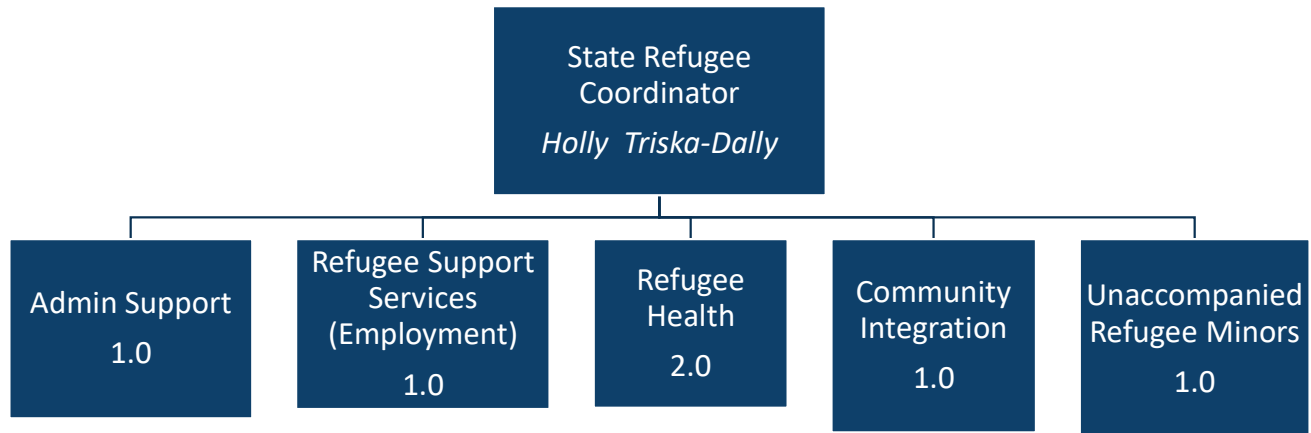 State Refugee
Coordinator
Holly Triska-Dally
Admin Support
1.0
Refugee Support
Services
(Employment)
1.0
Refugee
Health
2.0
Community
Integration
1.0
Unaccompanied
Refugee Minors
1.0